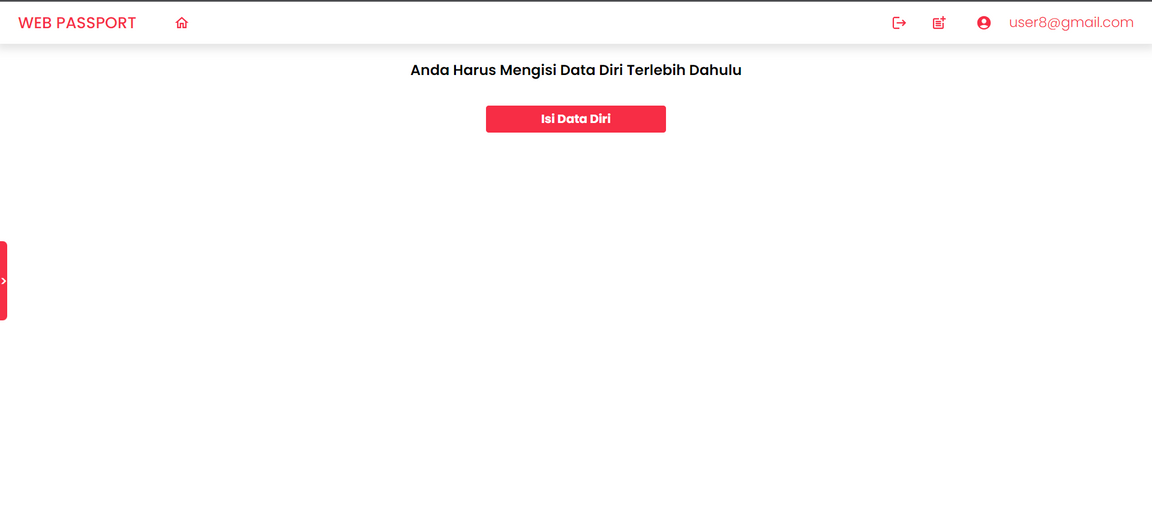 WEB PASSPORT
user8@gmail.com
Anda Harus Mengisi Data Diri Terlebih Dahulu
Isi Data Diri